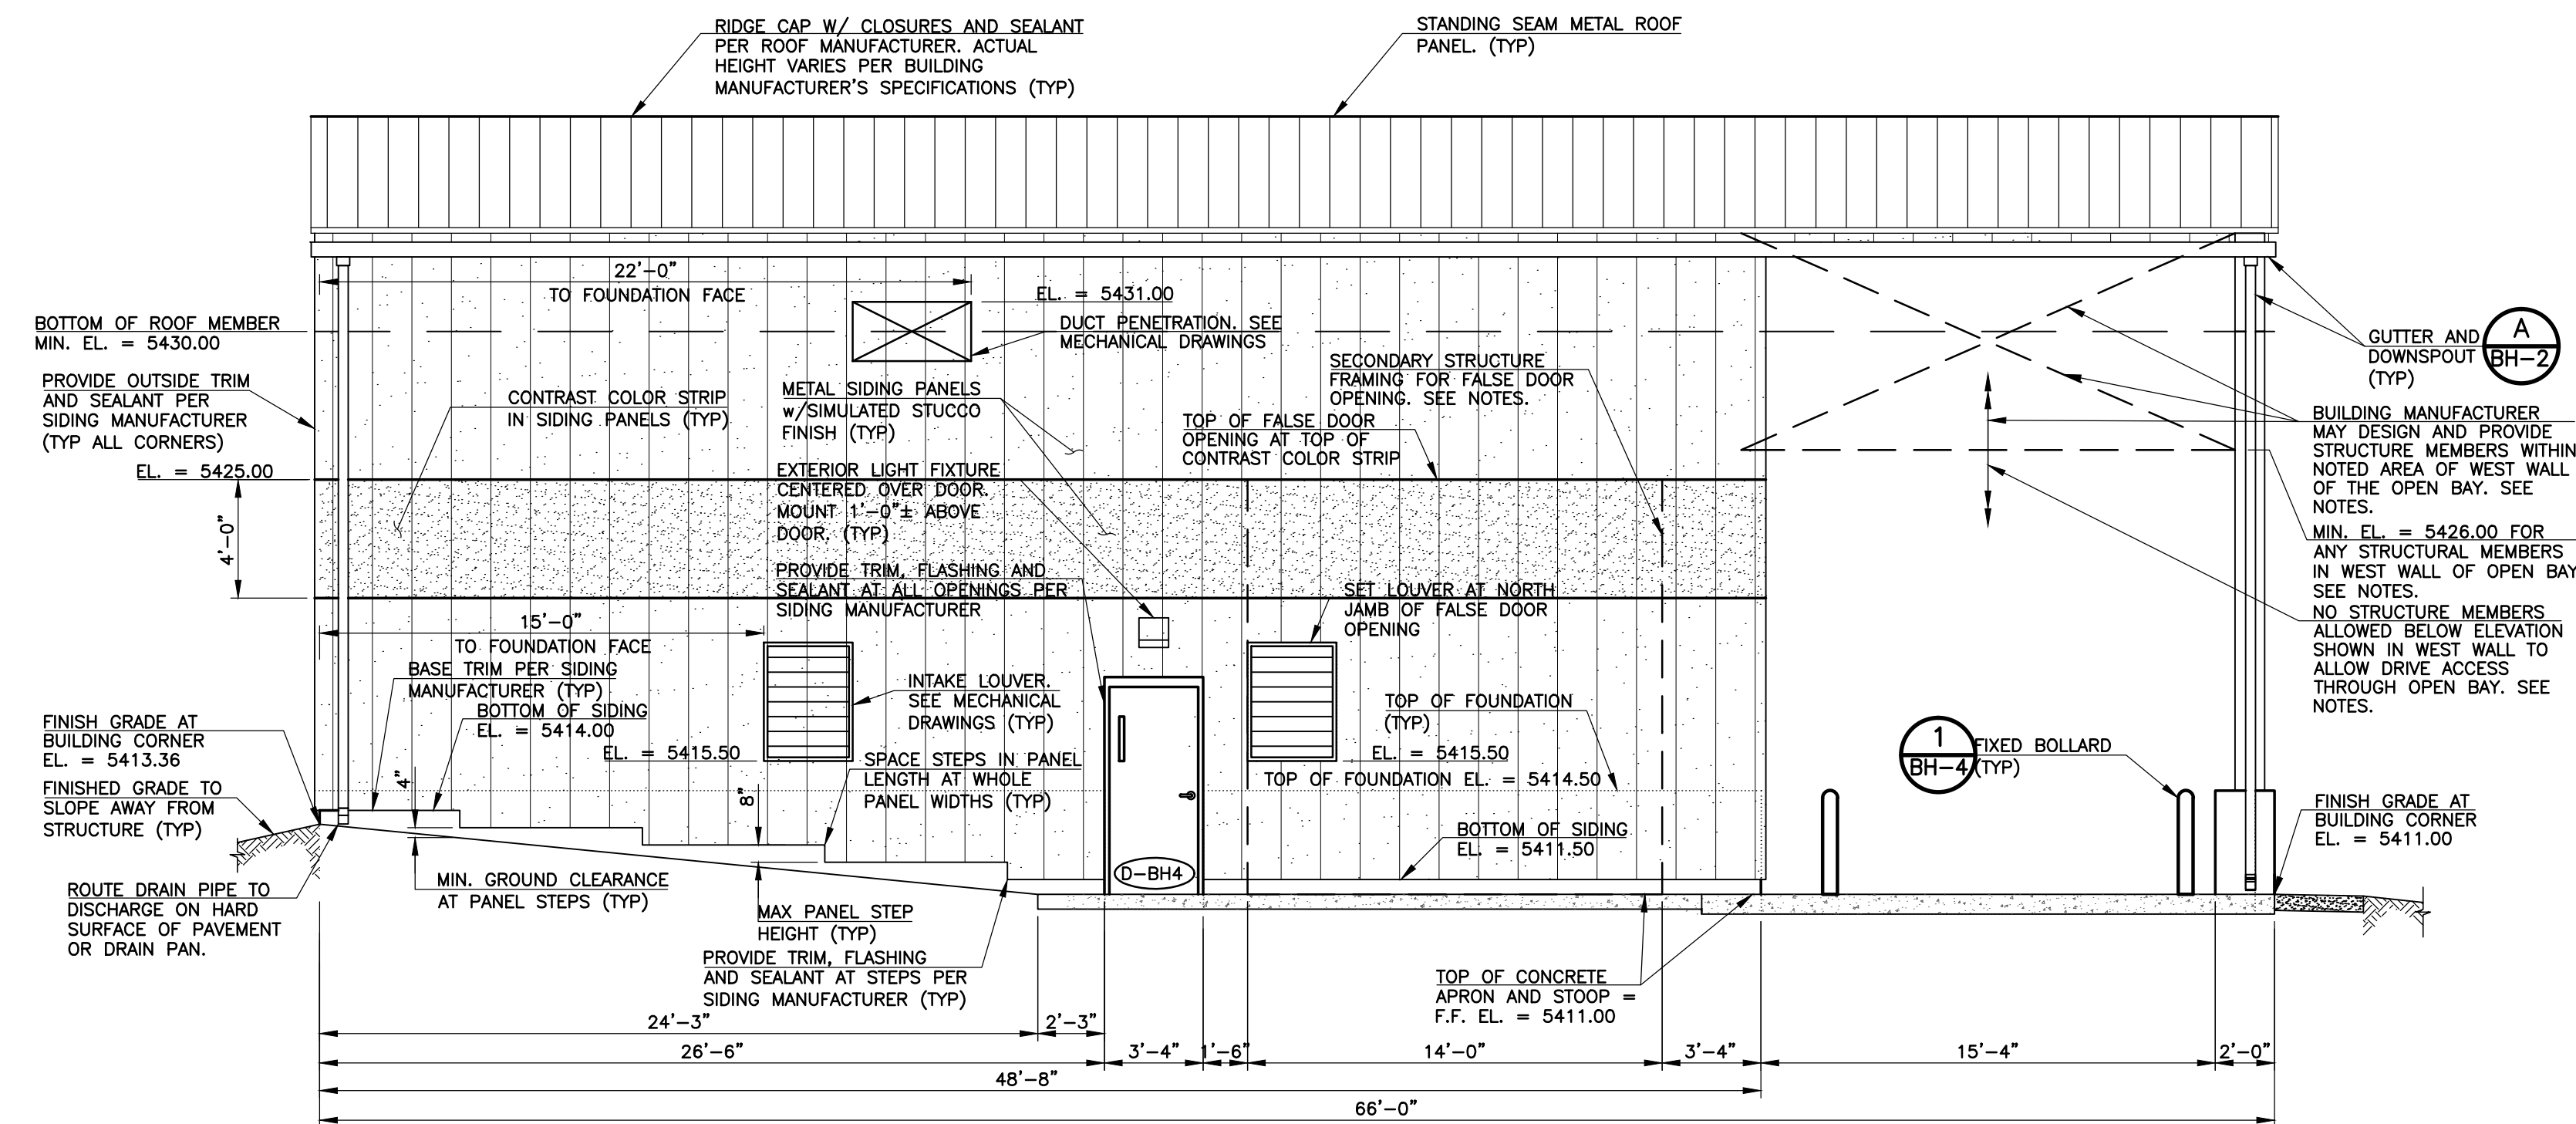 RIDGE CAP W/ CLOSURES AND SEALANT
PER ROOF MANUFACTURER. ACTUAL
HEIGHT VARIES PER BUILDING
MANUFACTURER'S SPECIFICATIONS (TYP)
STANDING SEAM METAL ROOF
PANEL. (TYP)
22'-0"
TO FOUNDATION FACE
EL. = 5431.00
DUCT PENETRATION. SEE
MECHANICAL DRAWINGS
BOTTOM OF ROOF MEMBER
MIN. EL. = 5430.00
PROVIDE OUTSIDE TRIM
AND SEALANT PER
SIDING MANUFACTURER
(TYP ALL CORNERS)
EL. = 5425.00
4'-0"
CONTRAST COLOR STRIP
IN SIDING PANELS (TYP)
METAL SIDING PANELS
w/SIMULATED STUCCO
FINISH (TYP)
EXTERIOR LIGHT FIXTURE
CENTERED OVER DOOR.
MOUNT 1'-0"± ABOVE
DOOR. (TYP)
PROVIDE TRIM, FLASHING AND
SEALANT AT ALL OPENINGS PER
SIDING MANUFACTURER
SECONDARY STRUCTURE
FRAMING FOR FALSE DOOR
OPENING. SEE NOTES.
TOP OF FALSE DOOR
OPENING AT TOP OF
CONTRAST COLOR STRIP
SET LOUVER AT NORTH
JAMB OF FALSE DOOR
OPENING
GUTTER AND
DOWNSPOUT
(TYP)
A
BH-2
BUILDING MANUFACTURER
MAY DESIGN AND PROVIDE
STRUCTURE MEMBERS WITHIN
NOTED AREA OF WEST WALL
OF THE OPEN BAY. SEE
NOTES.
MIN. EL. = 5426.00 FOR
ANY STRUCTURAL MEMBERS
IN WEST WALL OF OPEN BAY
SEE NOTES.
NO STRUCTURE MEMBERS
ALLOWED BELOW ELEVATION
SHOWN IN WEST WALL TO
ALLOW DRIVE ACCESS
THROUGH OPEN BAY. SEE
NOTES.
15'-0"
TO FOUNDATION FACE
BASE TRIM PER SIDING
MANUFACTURER (TYP)
BOTTOM OF SIDING
EL. = 5414.00
EL. = 5415.50
INTAKE LOUVER.
SEE MECHANICAL
DRAWINGS (TYP)
SPACE STEPS IN PANEL
LENGTH AT WHOLE
PANEL WIDTHS (TYP)
TOP OF FOUNDATION
(TYP)
EL. = 5415.50
TOP OF FOUNDATION EL. = 5414.50
BOTTOM OF SIDING
EL. = 5411.50
D-BH4
1
BH-4
FIXED BOLLARD
(TYP)
FINISH GRADE AT
BUILDING CORNER
EL. = 5411.00
FINISH GRADE AT
BUILDING CORNER
EL. = 5413.36
FINISHED GRADE TO
SLOPE AWAY FROM
STRUCTURE (TYP)
4"
8"
ROUTE DRAIN PIPE TO
DISCHARGE ON HARD
SURFACE OF PAVEMENT
OR DRAIN PAN.
MIN. GROUND CLEARANCE
AT PANEL STEPS (TYP)
MAX PANEL STEP
HEIGHT (TYP)
PROVIDE TRIM, FLASHING
AND SEALANT AT STEPS PER
SIDING MANUFACTURER (TYP)
TOP OF CONCRETE
APRON AND STOOP =
F.F. EL. = 5411.00
24'-3"
2'-3"
26'-6"
3'-4"
1'-6"
14'-0"
3'-4"
15'-4"
2'-0"
48'-8"
66'-0"